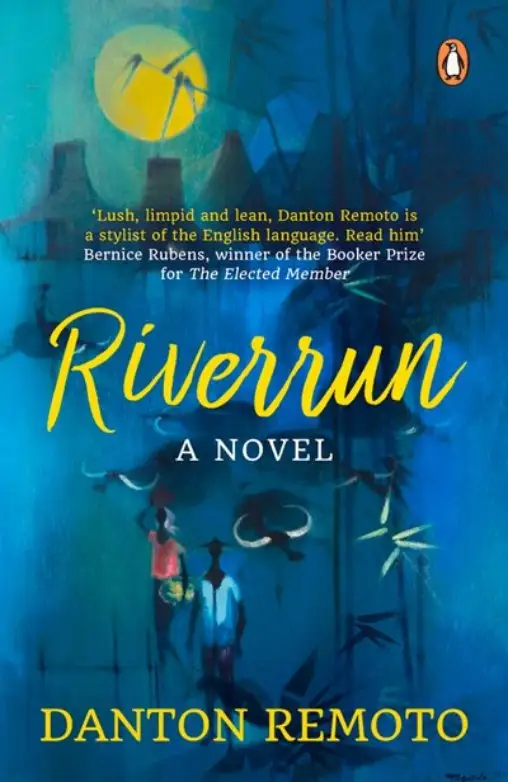 ‘Lush, limpid and lean, Danton Remoto is
a stylist of the English language. Read him’
Bernice Rubens, winner of the Booker Prize
for The Elected Member
Riverrun
A NOVEL
DANTON REMOTO